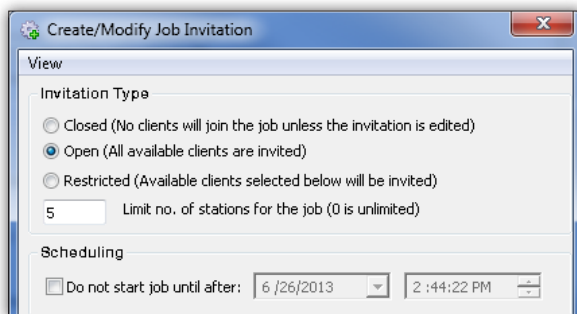 Create/Modify Job Invitation
View
Invitation Type
Closed (No clients will join the job unless the invitation is edited)
Open (All available clients are invited)
Restricted (Available clients selected below will be invited)
5 Limit no. of stations for the job (0 is unlimited)
Scheduling
Do not start job until after: 6 /26/2013 2 :44:22 PM